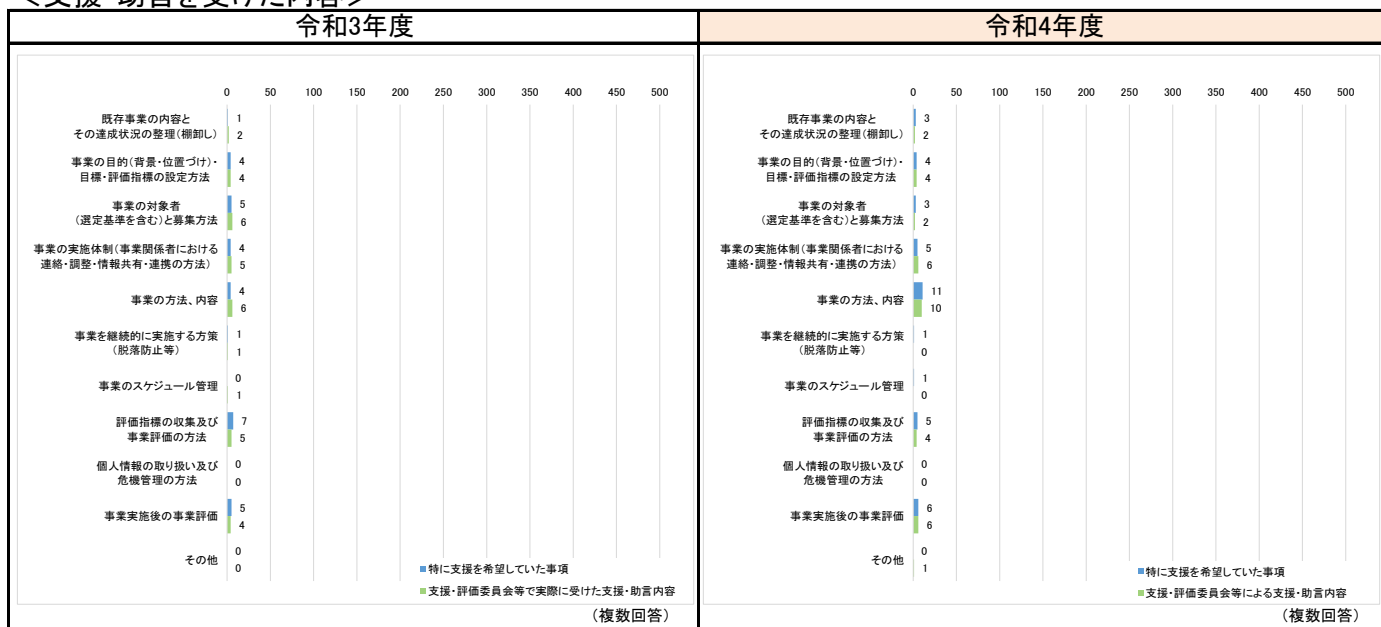 ＜支援・助言を受けた内容＞
令和3年度
0 50 100 150 200 250 300 350 400 450 500
既存事業の内容と
その達成状況の整理（棚卸し）
1
2
事業の目的（背景・位置づけ）・
目標・評価指標の設定方法
4
4
事業の対象者
（選定基準を含む）と募集方法
5
6
事業の実施体制（事業関係者における
連絡・調整・情報共有・連携の方法）
4
5
事業の方法、内容
4
6
事業を継続的に実施する方策
（脱落防止等）
1
1
事業のスケジュール管理
0
1
評価指標の収集及び
事業評価の方法
7
5
個人情報の取り扱い及び
危機管理の方法
0
0
事業実施後の事業評価
5
4
その他
0
0
■特に支援を希望していた事項
■支援・評価委員会等で実際に受けた支援・助言内容
（複数回答）
令和4年度
0 50 100 150 200 250 300 350 400 450 500
既存事業の内容と
その達成状況の整理（棚卸し）
3
2
事業の目的（背景・位置づけ）・
目標・評価指標の設定方法
4
4
事業の対象者
（選定基準を含む）と募集方法
3
2
事業の実施体制（事業関係者における
連絡・調整・情報共有・連携の方法）
5
6
事業の方法、内容
11
10
事業を継続的に実施する方策
（脱落防止等）
1
0
事業のスケジュール管理
1
0
評価指標の収集及び
事業評価の方法
5
4
個人情報の取り扱い及び
危機管理の方法
0
0
事業実施後の事業評価
6
6
その他
0
1
■特に支援を希望していた事項
■支援・評価委員会等による支援・助言内容
（複数回答）